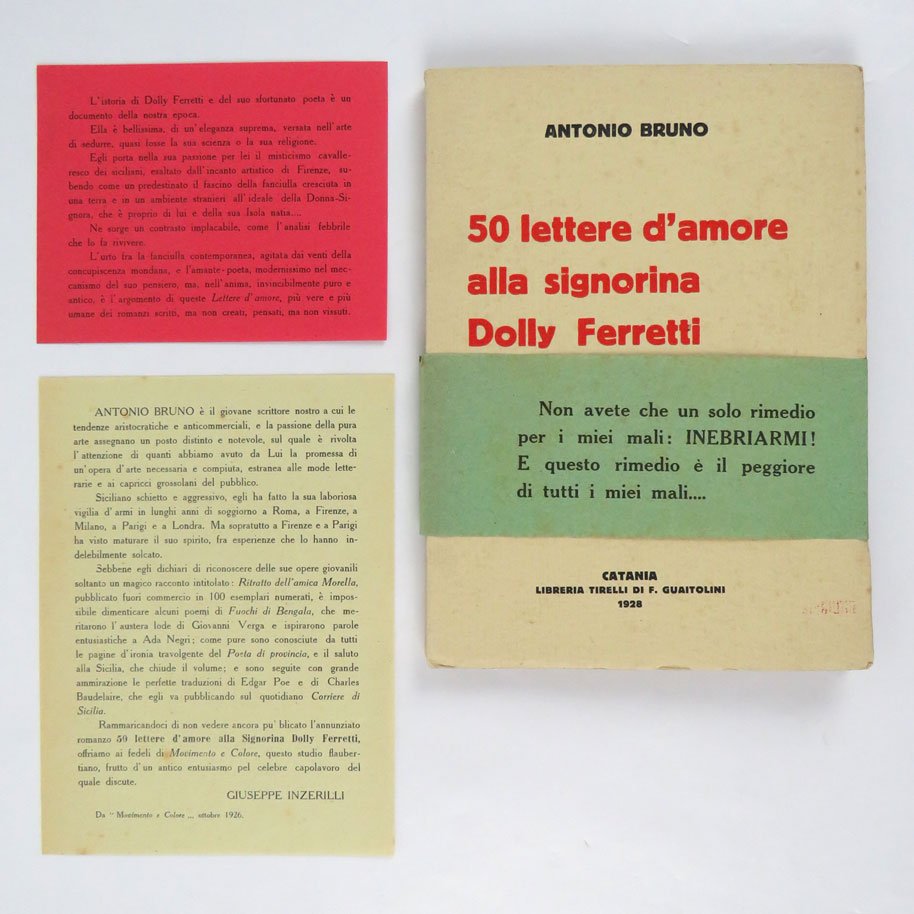 L'istoria di Dolly Ferretti e del suo sfortunato poeta è un
documento della nostra epoca.
Ella è bellissima, di un'eleganza suprema, versata nell'arte
di sedurre, quasi fosse la sua scienza o la sua religione.
Egli porta nella sua passione per lei il misticismo cavalle-
resco dei siciliani, esaltato dall'incanto artistico di Firenze, su-
bendo come un predestinato il fascino della fanciulla cresciuta in
una terra e in un ambiente stranieri all'ideale della Donna-Si-
gnora, che è proprio di lui e della sua Isola natia....
Ne sorge un contrasto implacabile, come l'analisi febbrile
che lo fa rivivere.
L'urto fra la fanciulla contemporanea, agitata dai venti della
concupiscenza mondana, e l'amante-poeta, modernissimo nel mec-
canismo del suo pensiero, ma, nell'anima, invincibilmente puro e
antico, è l'argomento di queste Lettere d'amore, più vere e più
umane dei romanzi scritti, ma non creati, pensati, ma non vissuti.
ANTONIO BRUNO è il giovane scrittore nostro a cui le
tendenze aristocratiche e anticommerciali, e la passione della pura
arte assegnano un posto distinto e notevole, sul quale è rivolta
l'attenzione di quanti abbiamo avuto da Lui la promessa di
un'opera d'arte necessaria e compiuta, estranea alle mode lette-
rarie e ai capricci grossolani del pubblico.
Siciliano schietto e aggressivo, egli ha fatto la sua laboriosa
vigilia d'armi in lunghi anni di soggiorno a Roma, a Firenze, a
Milano, a Parigi e a Londra. Ma sopratutto a Firenze e a Parigi
ha visto maturare il suo spirito, fra esperienze che lo hanno in-
delebilmente solcato.
Sebbene egli dichiari di riconoscere delle sue opere giovanili
soltanto un magico racconto intitolato: Ritratto dell'amica Morella,
pubblicato fuori commercio in 100 esemplari numerati, è impos-
sibile dimenticare alcuni poemi di Fuochi di Bengala, che me-
ritarono l'austera lode di Giovanni Verga e ispirarono parole
entusiastiche a Ada Negri; come pure sono conosciute da tutti
le pagine d'ironia travolgente del Poeta di provincia, e il saluto
alla Sicilia, che chiude il volume; e sono seguite con grande
ammirazione le perfette traduzioni di Edgar Poe e di Charles
Baudelaire, che egli va pubblicando sul quotidiano Corriere di
Sicilia.
Rammaricandoci di non vedere ancora pu' blicato l'annunziato
romanzo 50 lettere d'amore alla Signorina Dolly Ferretti,
offriamo ai fedeli di Movimento e Colore, questo studio flauber-
tiano, frutto d'un antico entusiasmo pel celebre capolavoro del
quale discute.
GIUSEPPE INZERILLI
Da "Movimento e Colore„, ottobre 1926.
ANTONIO BRUNO
50 lettere d'amore
alla signorina
Dolly Ferretti
Non avete che un solo rimedio
per i miei mali: INEBRIARMI!
E questo rimedio è il peggiore
di tutti i miei mali....
CATANIA
LIBRERIA TIRELLI DI F. GUAITOLINI
1928